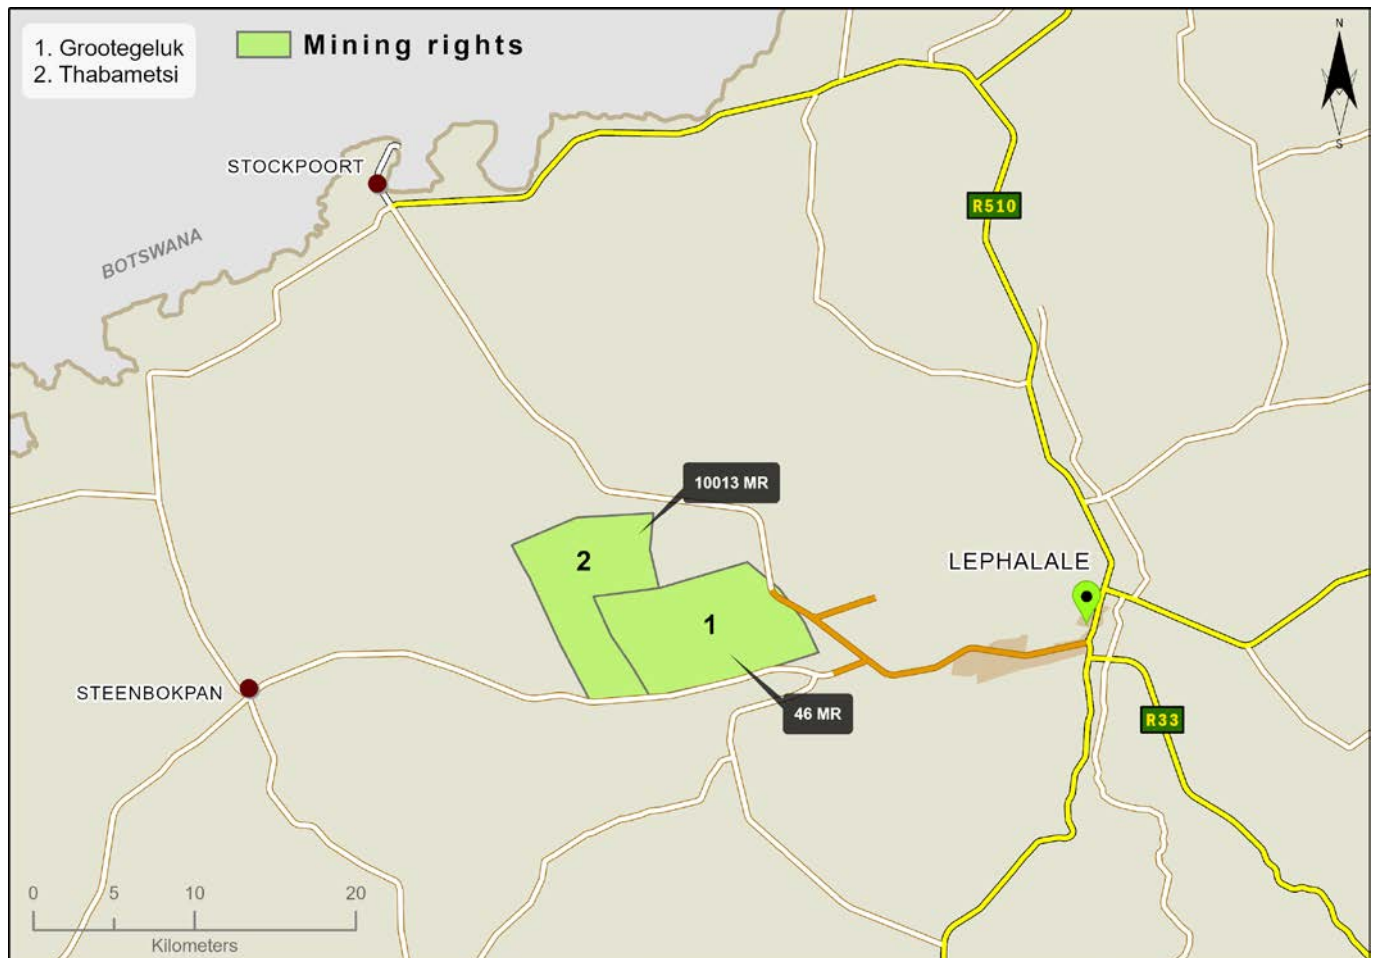 1. Grootegeluk
2. Thabametsi
Mining rights
N
S
STOCKPOORT
BOTSWANA
R510
10013 MR
2
LEPHALALE
1
STEENBOKPAN
46 MR
R33
0 5 10 20
Kilometers